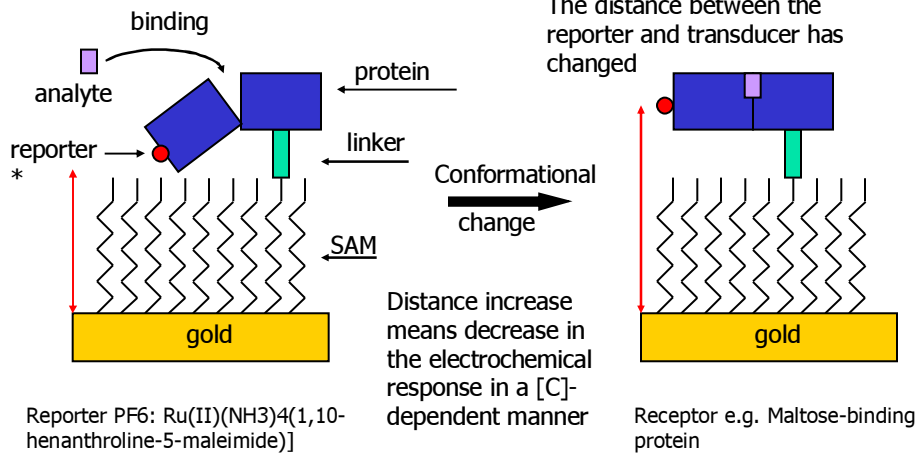 The distance between the
reporter and transducer has
changed
binding
analyte
protein
reporter
*
linker
Conformational
change
SAM
gold
Distance increase
means decrease in
the electrochemical
response in a [C]-
dependent manner
gold
Reporter PF6: Ru(II)(NH3)4(1,10-
henanthroline-5-maleimide)]
Receptor e.g. Maltose-binding
protein